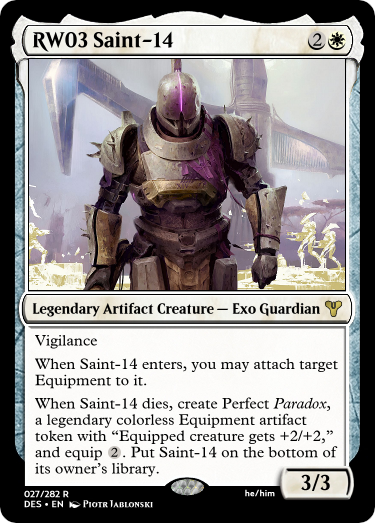 RW03 Saint-14 2
Legendary Artifact Creature — Exo Guardian
Vigilance
When Saint-14 enters, you may attach target
Equipment to it.
When Saint-14 dies, create Perfect Paradox,
a legendary colorless Equipment artifact
token with “Equipped creature gets +2/+2,”
and equip 2. Put Saint-14 on the bottom of
its owner’s library.
3/3
027/282 R
DES • EN Piotr Jablonski
he/him